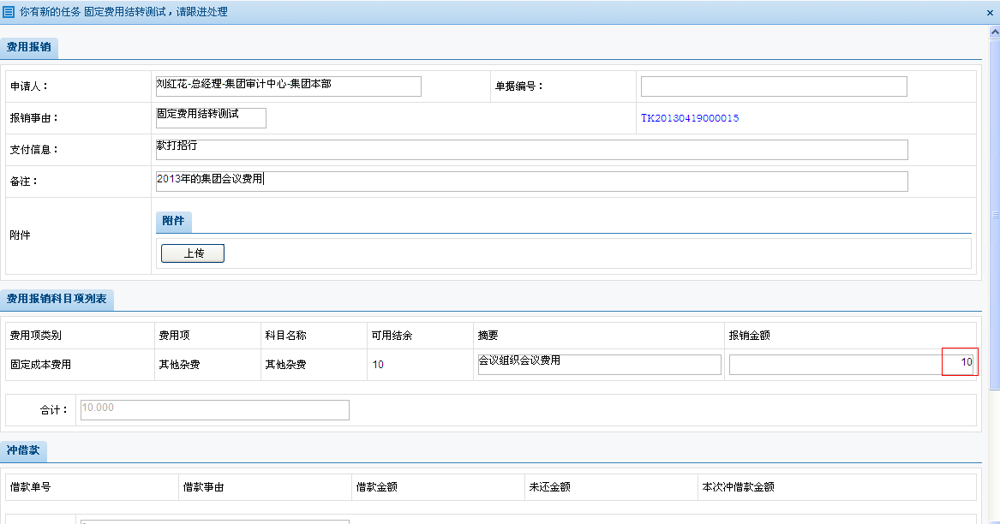 你有新的任务 固定费用结转测试，请跟进处理
费用报销
申请人： 刘红花-总经理-集团审计中心-集团本部 单据编号：
报销事由： 固定费用结转测试 TK20130419000015
支付信息： 款打招行
备注： 2013年的集团会议费用
附件
附件
上传
费用报销科目项列表
费用项类别 费用项 科目名称 可用结余 摘要 报销金额
固定成本费用 其他杂费 其他杂费 10 会议组织会议费用 10
合计： 10.000
冲借款
借款单号 借款事由 借款金额 未还金额 本次冲借款金额